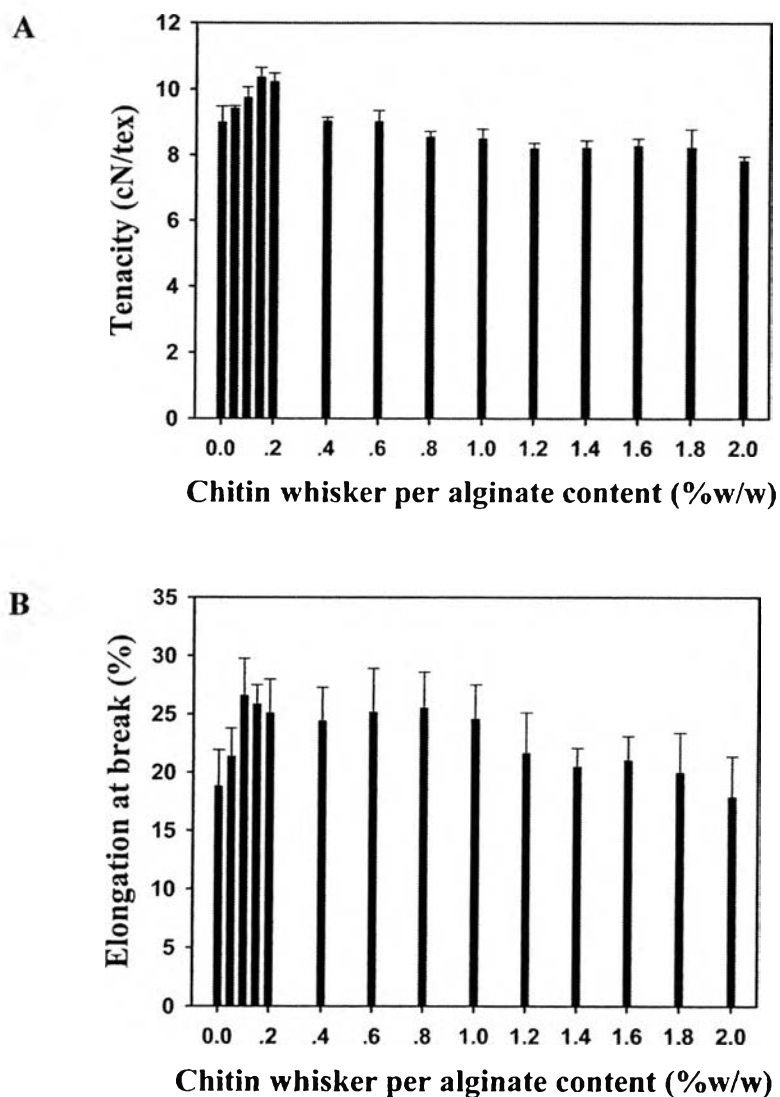 A
12
10
8
6
4
2
0
Tenacity (cN/tex)
0.0 .2 .4 .6 .8 1.0 1.2 1.4 1.6 1.8 2.0
Chitin whisker per alginate content (%w/w)
B
35
30
25
20
15
10
5
0
Elongation at break (%)
0.0 .2 .4 .6 .8 1.0 1.2 1.4 1.6 1.8 2.0
Chitin whisker per alginate content (%w/w)